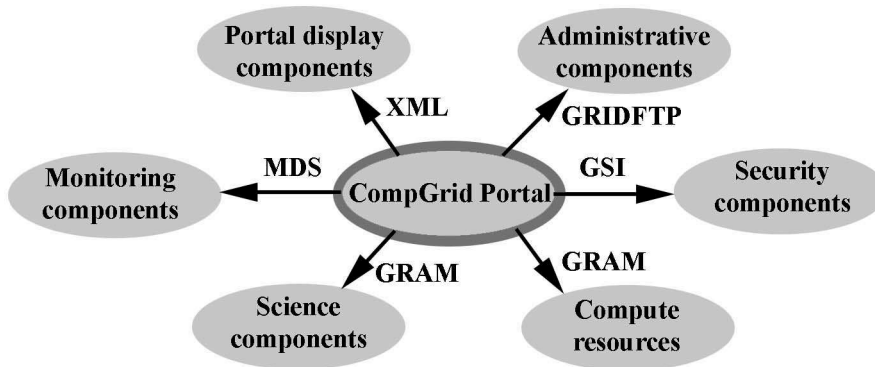 Portal display
components
Administrative
components
XML
GRIDFTP
Monitoring
components
MDS
CompGrid Portal
GSI
Security
components
GRAM
GRAM
Science
components
Compute
resources